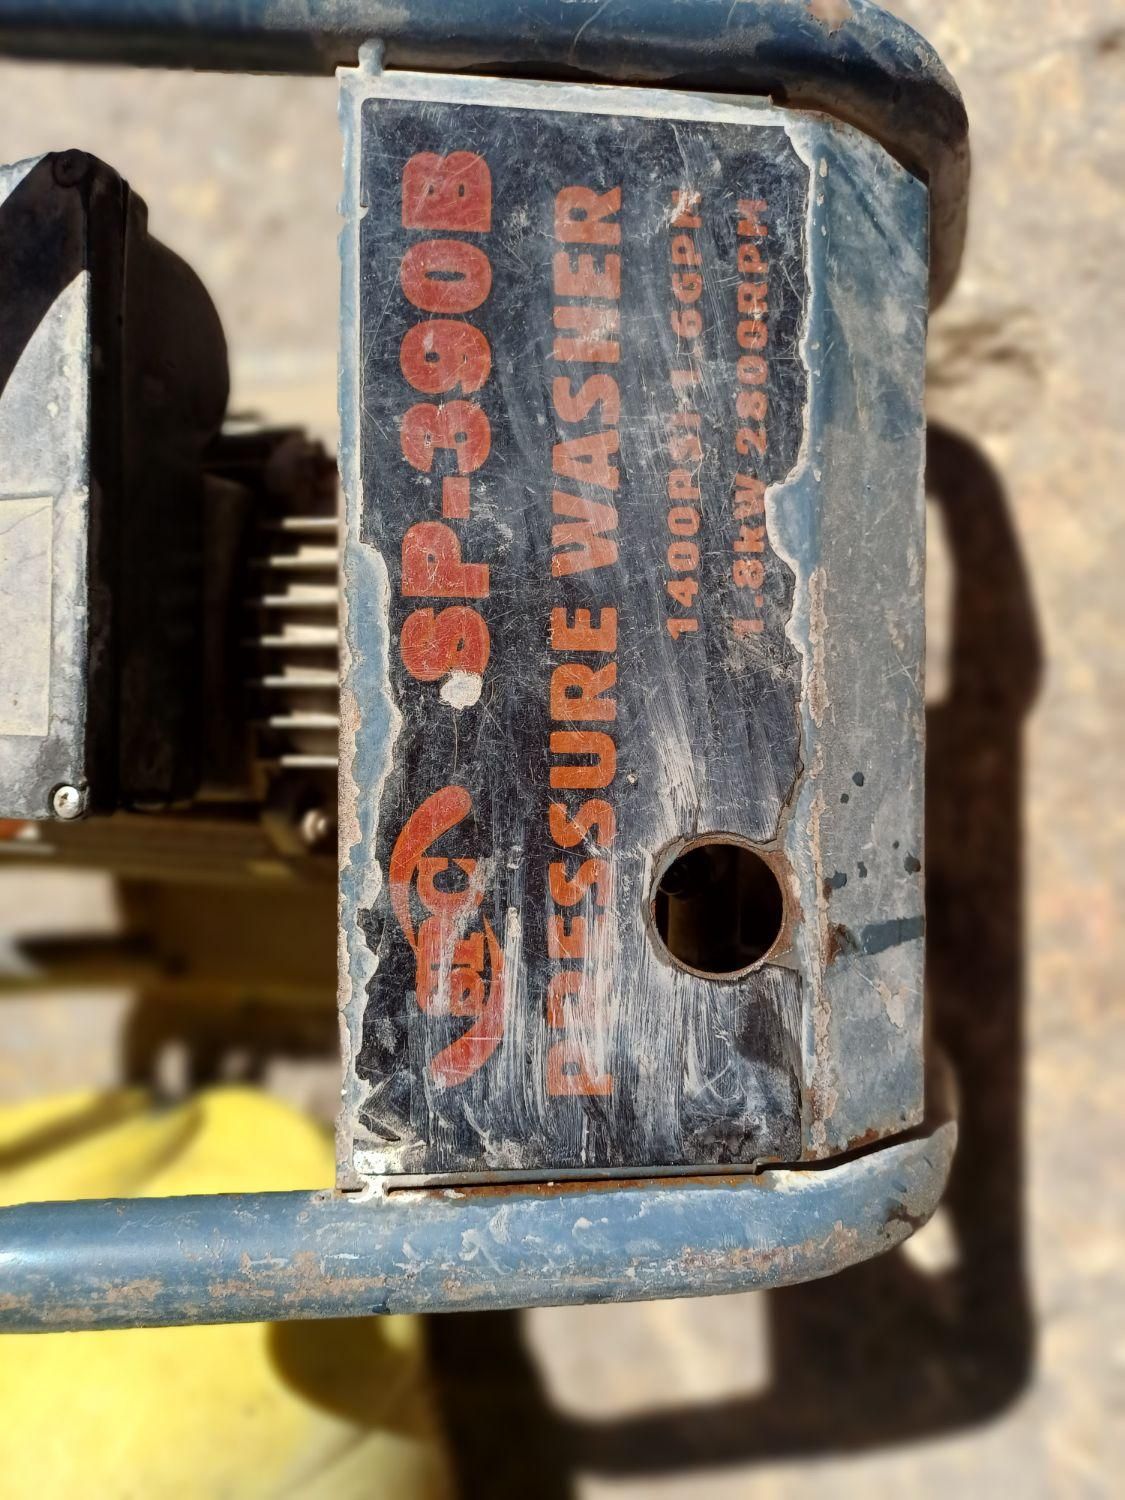 SP-390B
PRESSURE WASHER
1400PSI 1.6GPM
1.8kW 2800RPM